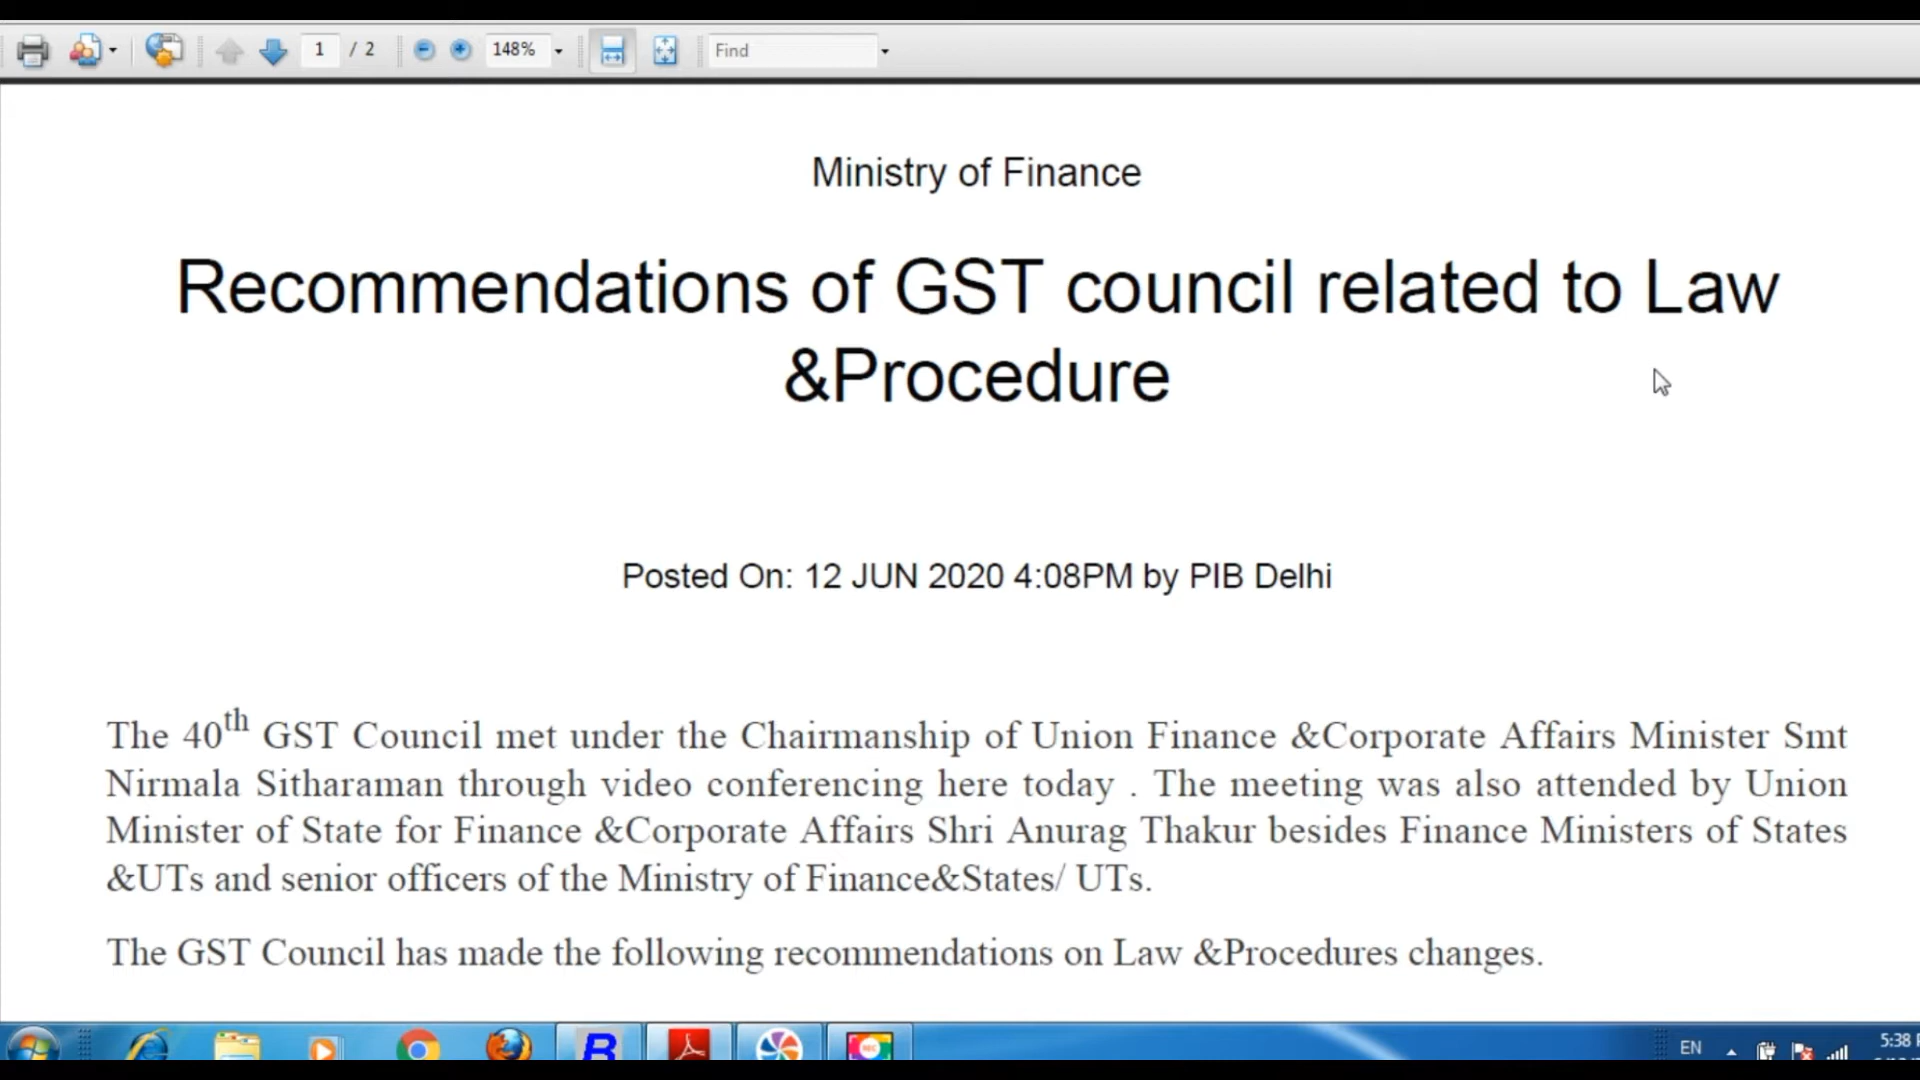 1 / 2 148% Find
Ministry of Finance
Recommendations of GST council related to Law
&Procedure
Posted On: 12 JUN 2020 4:08PM by PIB Delhi
The 40th GST Council met under the Chairmanship of Union Finance &Corporate Affairs Minister Smt
Nirmala Sitharaman through video conferencing here today . The meeting was also attended by Union
Minister of State for Finance &Corporate Affairs Shri Anurag Thakur besides Finance Ministers of States
&UTs and senior officers of the Ministry of Finance&States/ UTs.
The GST Council has made the following recommendations on Law &Procedures changes.
EN 5:38